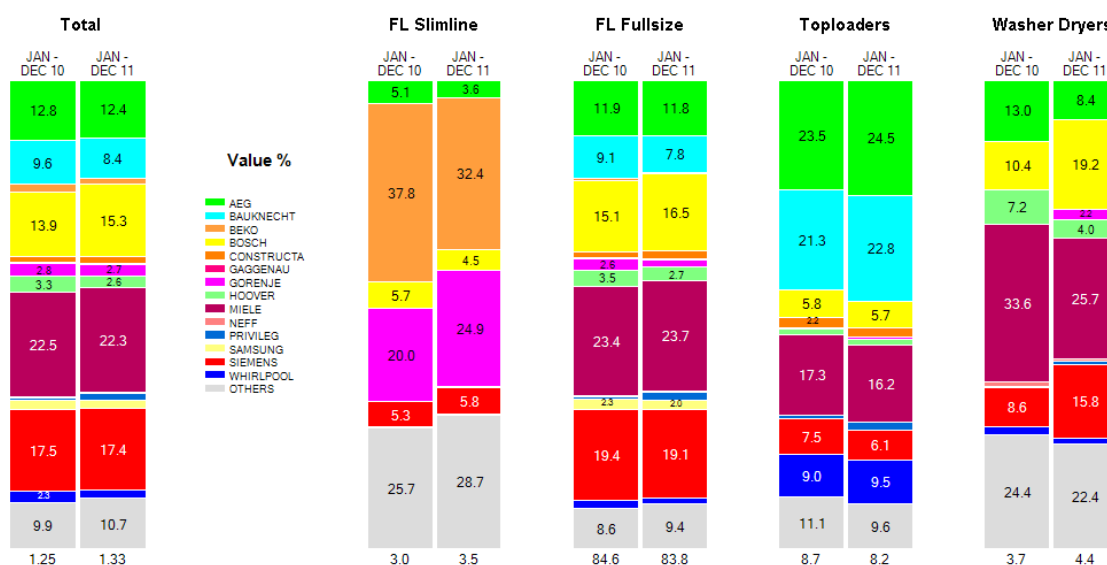 Total
FL Slimline
FL Fullsize
Toploaders
Washer Dryers
JAN - DEC 10
JAN - DEC 11
JAN - DEC 10
JAN - DEC 11
JAN - DEC 10
JAN - DEC 11
JAN - DEC 10
JAN - DEC 11
JAN - DEC 10
JAN - DEC 11
12.8
9.6
13.9
2.8
3.3
22.5
17.5
2.3
9.9
1.25
12.4
8.4
15.3
2.7
2.6
22.3
17.4
10.7
1.33
Value %
AEG
BAUKNECHT
BEKO
BOSCH
CONSTRUCTA
GAGGENAU
GORENJE
HOOVER
MIELE
NEFF
PRIVILEG
SAMSUNG
SIEMENS
WHIRLPOOL
OTHERS
5.1
37.8
5.7
20.0
5.3
25.7
3.0
3.6
32.4
4.5
24.9
5.8
28.7
3.5
11.9
9.1
15.1
2.6
3.5
23.4
2.3
19.4
8.6
84.6
11.8
7.8
16.5
2.7
23.7
2.0
19.1
9.4
83.8
23.5
21.3
5.8
2.2
17.3
7.5
9.0
11.1
8.7
24.5
22.8
5.7
16.2
6.1
9.5
9.6
8.2
13.0
10.4
7.2
33.6
8.6
24.4
3.7
8.4
19.2
2.2
4.0
25.7
15.8
22.4
4.4